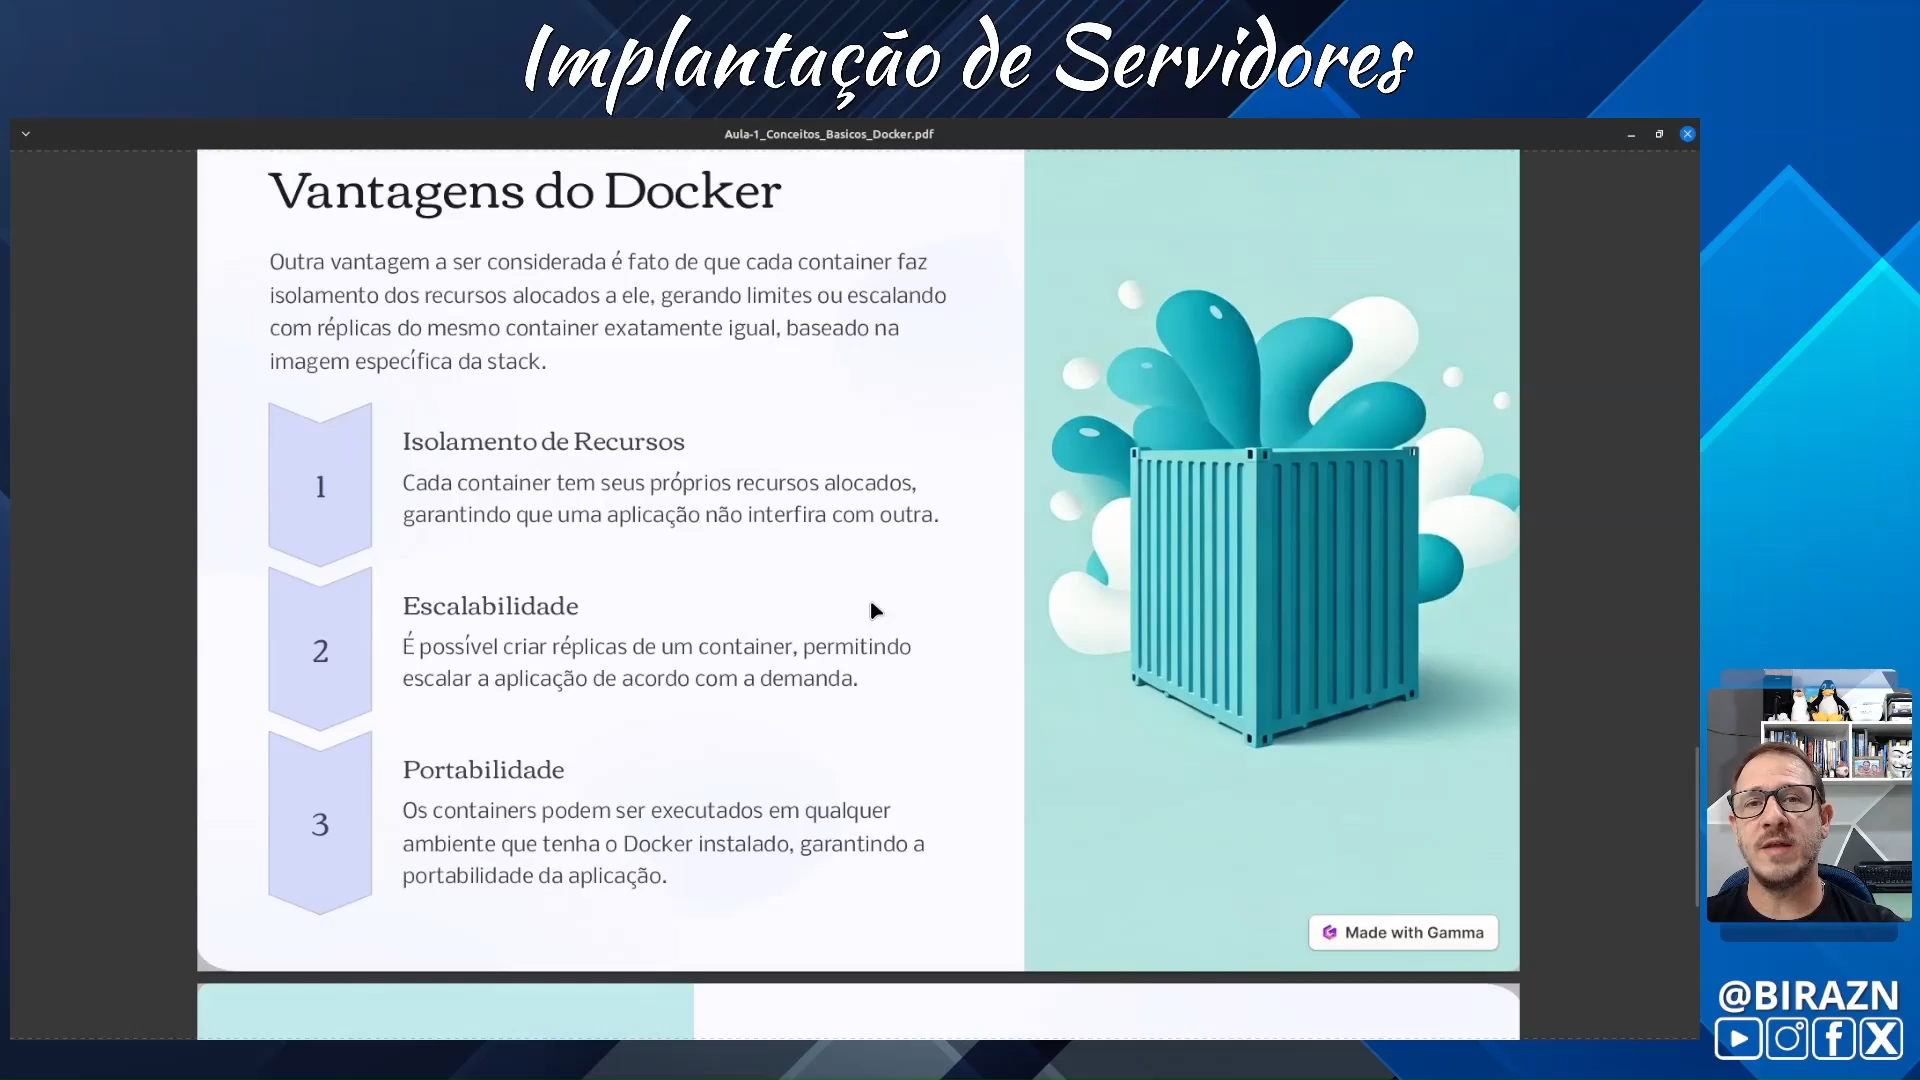 Implantação de Servidores
Aula-1_Conceitos_Basicos_Docker.pdf
Vantagens do Docker
Outra vantagem a ser considerada é fato de que cada container faz
isolamento dos recursos alocados a ele, gerando limites ou escalando
com réplicas do mesmo container exatamente igual, baseado na
imagem específica da stack.
1
Isolamento de Recursos
Cada container tem seus próprios recursos alocados,
garantindo que uma aplicação não interfira com outra.
2
Escalabilidade
É possível criar réplicas de um container, permitindo
escalar a aplicação de acordo com a demanda.
3
Portabilidade
Os containers podem ser executados em qualquer
ambiente que tenha o Docker instalado, garantindo a
portabilidade da aplicação.
Made with Gamma
@BIRAZN